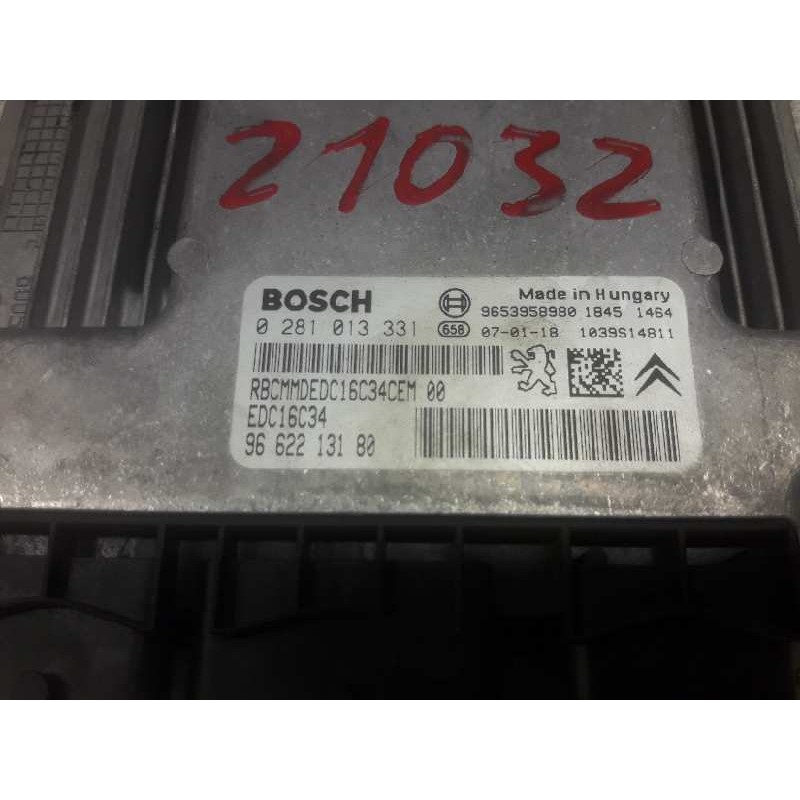 21032
BOSCH
Made in Hungary
9653958980 1845 1464
0 281 013 331
658 07-01-18 1039S14811
RBCMMDEDC16C34CEM 00
EDC16C34
96 622 131 80